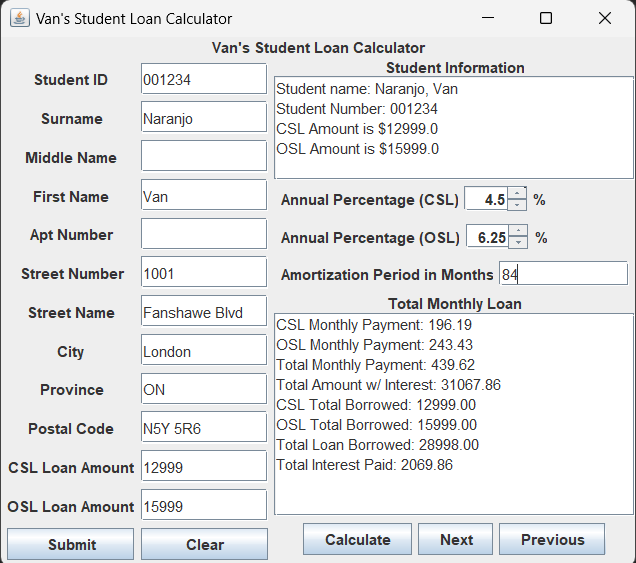 Van's Student Loan Calculator
Van's Student Loan Calculator
Student ID 001234
Surname Naranjo
Middle Name
First Name Van
Apt Number
Street Number 1001
Street Name Fanshawe Blvd
City London
Province ON
Postal Code N5Y 5R6
CSL Loan Amount 12999
OSL Loan Amount 15999
Submit Clear
Student Information
Student name: Naranjo, Van
Student Number: 001234
CSL Amount is $12999.0
OSL Amount is $15999.0
Annual Percentage (CSL) 4.5 %
Annual Percentage (OSL) 6.25 %
Amortization Period in Months 84
Total Monthly Loan
CSL Monthly Payment: 196.19
OSL Monthly Payment: 243.43
Total Monthly Payment: 439.62
Total Amount w/ Interest: 31067.86
CSL Total Borrowed: 12999.00
OSL Total Borrowed: 15999.00
Total Loan Borrowed: 28998.00
Total Interest Paid: 2069.86
Calculate Next Previous